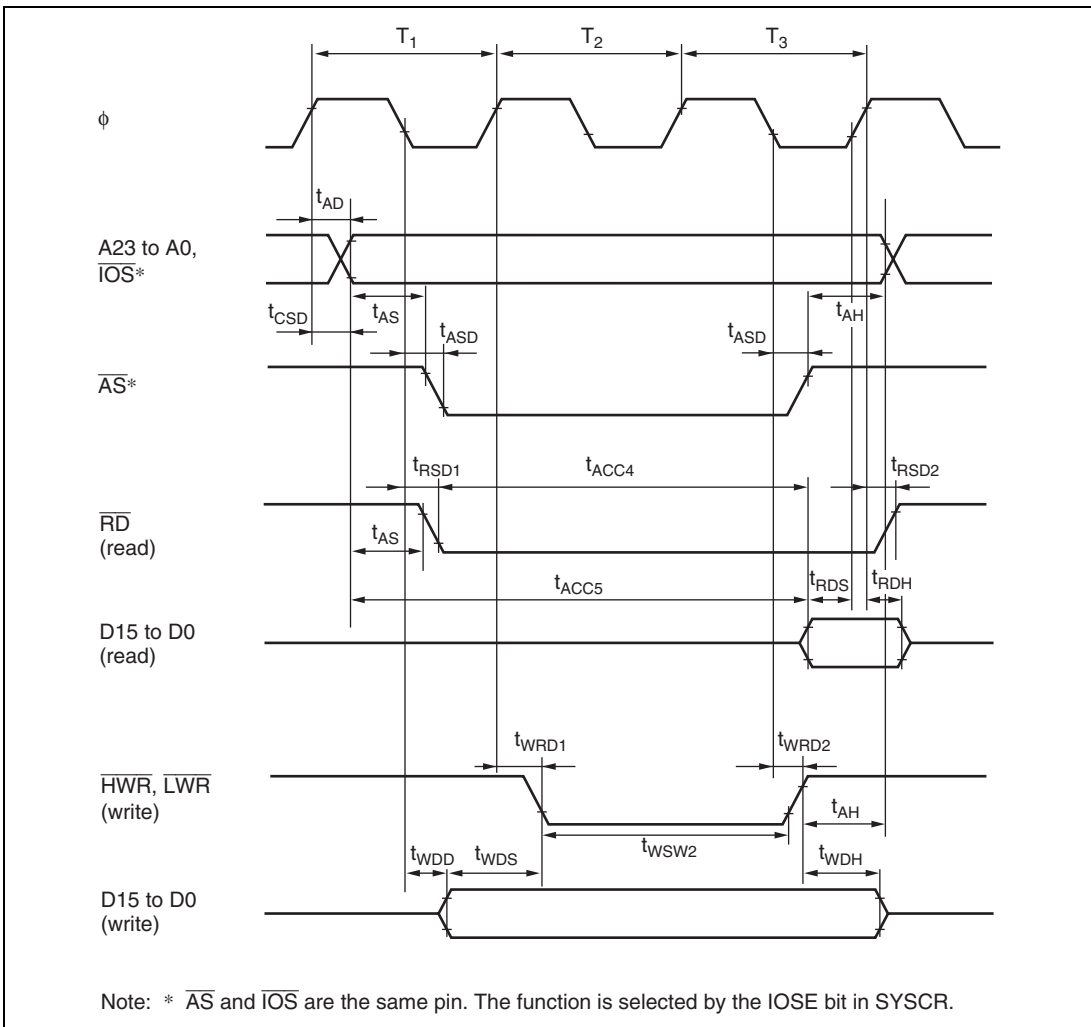 T1 T2 T3
ϕ
tAD
A23 to A0,
IOS*
tCSD tAS tASD tASD tAH
AS*
tRSD1 tACC4 tRSD2
RD
(read)
tAS
tACC5 tRDS tRDH
D15 to D0
(read)
tWRD1 tWRD2
HWR, LWR
(write)
tAH
tWSW2
tWDD tWDS tWDH
D15 to D0
(write)
Note: * AS and IOS are the same pin. The function is selected by the IOSE bit in SYSCR.